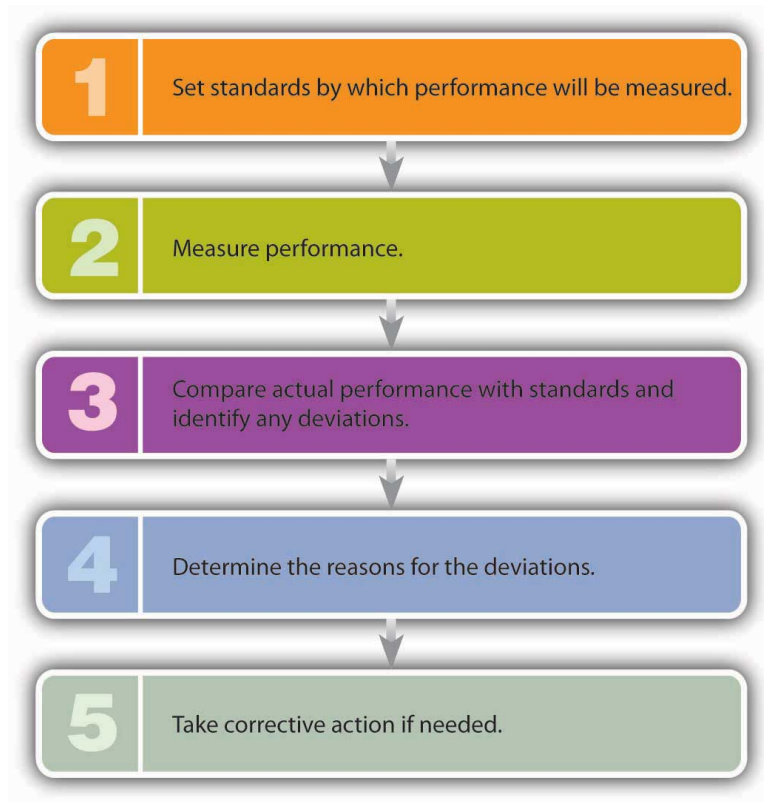 1
Set standards by which performance will be measured.
2
Measure performance.
3
Compare actual performance with standards and
identify any deviations.
4
Determine the reasons for the deviations.
5
Take corrective action if needed.